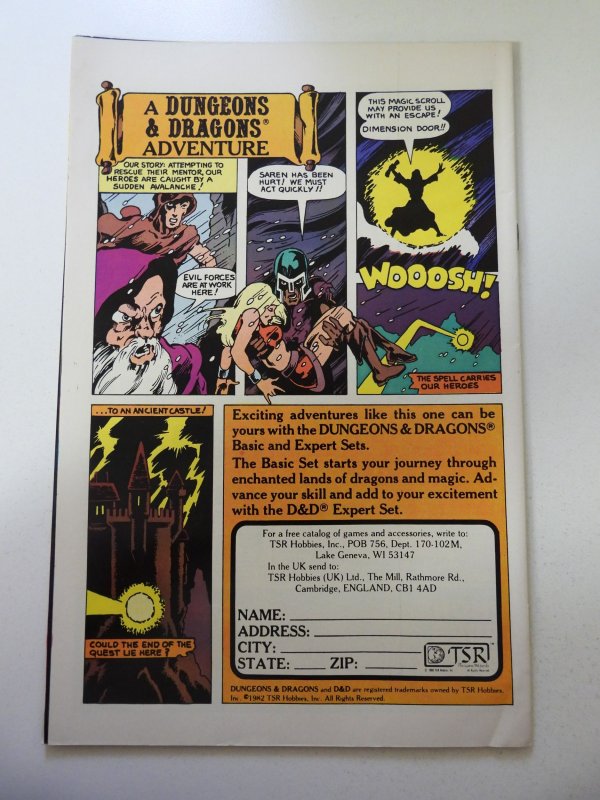 A DUNGEONS
& DRAGONS®
ADVENTURE
OUR STORY: ATTEMPTING TO
RESCUE THEIR MENTOR, OUR
HEROES ARE CAUGHT BY A
SUDDEN AVALANCHE!
EVIL FORCES
ARE AT WORK
HERE!
SAREN HAS BEEN
HURT! WE MUST
ACT QUICKLY!!
THIS MAGIC SCROLL
MAY PROVIDE US
WITH AN ESCAPE!
DIMENSION DOOR!!
WOOOSH!
THE SPELL CARRIES
OUR HEROES
...TO AN ANCIENT CASTLE!
COULD THE END OF THE
QUEST LIE HERE?
Exciting adventures like this one can be
yours with the DUNGEONS & DRAGONS®
Basic and Expert Sets.
The Basic Set starts your journey through
enchanted lands of dragons and magic. Ad-
vance your skill and add to your excitement
with the D&D® Expert Set.
For a free catalog of games and accessories, write to:
TSR Hobbies, Inc., POB 756, Dept. 170-102M,
Lake Geneva, WI 53147
In the UK send to:
TSR Hobbies (UK) Ltd., The Mill, Rathmore Rd.,
Cambridge, ENGLAND, CB1 4AD
NAME:
ADDRESS:
CITY:
STATE: ZIP:
TSR
DUNGEONS & DRAGONS and D&D are registered trademarks owned by TSR Hobbies,
Inc. ©1982 TSR Hobbies, Inc. All Rights Reserved.